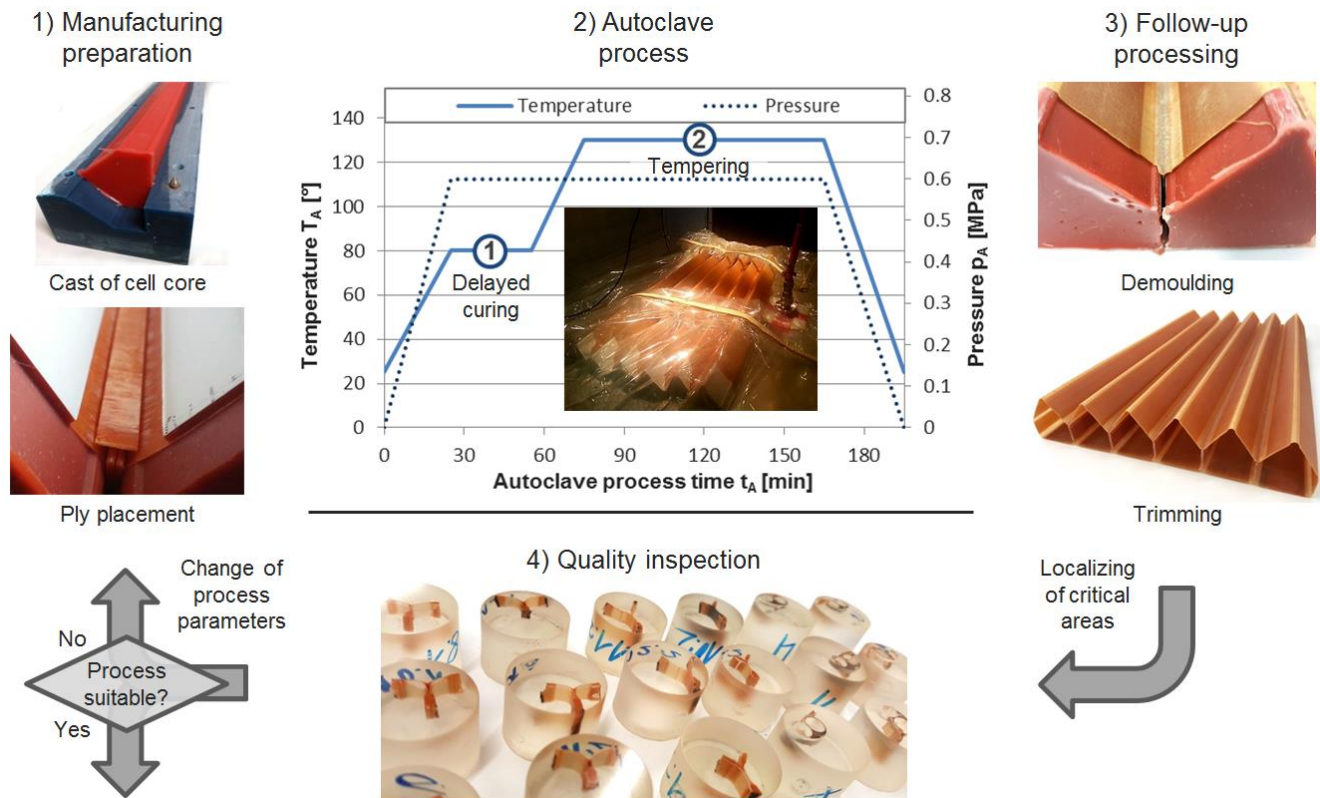 1) Manufacturing
preparation
2) Autoclave
process
3) Follow-up
processing
Cast of cell core
Ply placement
Temperature
Pressure
Temperature T_A [°]
140
120
100
80
60
40
20
0
0.8
0.7
0.6
0.5
0.4
0.3
0.2
0.1
0
Pressure p_A [MPa]
1
Delayed
curing
2
Tempering
0
30
60
90
120
150
180
Autoclave process time t_A [min]
Demoulding
Trimming
4) Quality inspection
Change of
process
parameters
No
Process
suitable?
Yes
Localizing
of critical
areas